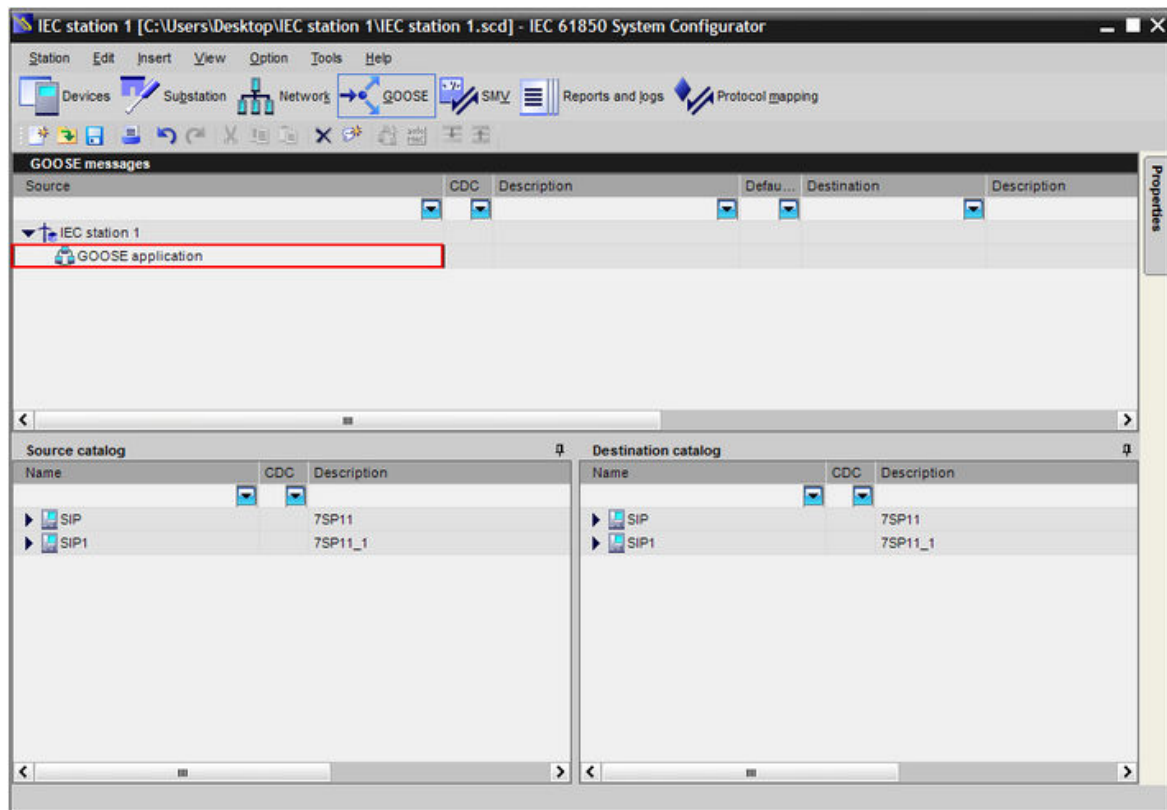 IEC station 1 [C:\Users\Desktop\IEC station 1\IEC station 1.scd] - IEC 61850 System Configurator
Station Edit Insert View Option Tools Help
Devices Substation Network GOOSE SMV Reports and logs Protocol mapping
GOOSE messages
Source CDC Description Defau... Destination Description
IEC station 1
GOOSE application
Properties
Source catalog
Name CDC Description
SIP 7SP11
SIP1 7SP11_1
Destination catalog
Name CDC Description
SIP 7SP11
SIP1 7SP11_1